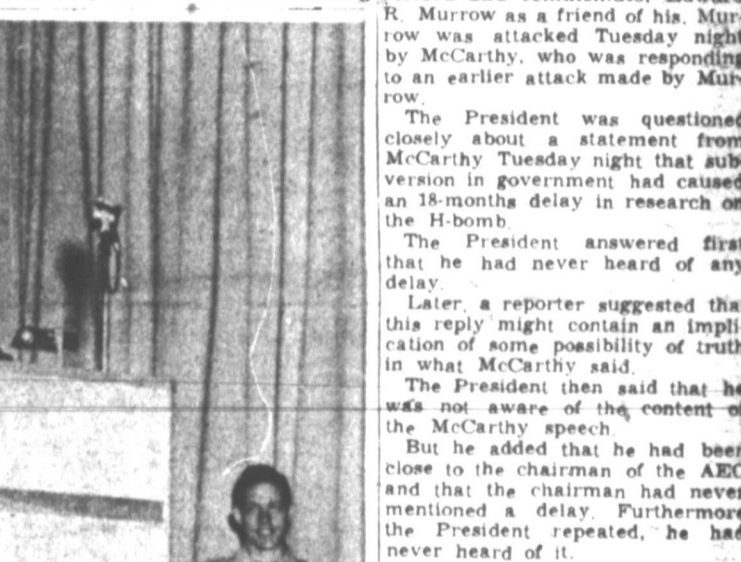 R. Murrow as a friend of his. Mur-
row was attacked Tuesday night
by McCarthy, who was responding
to an earlier attack made by Mur-
row.
The President was questioned
closely about a statement from
McCarthy Tuesday night that sub-
version in government had caused
an 18-months delay in research on
the H-bomb.
The President answered first
that he had never heard of any
delay.
Later, a reporter suggested that
this reply might contain an impli-
cation of some possibility of truth
in what McCarthy said.
The President then said that he
was not aware of the content of
the McCarthy speech.
But he added that he had been
close to the chairman of the AEC
and that the chairman had never
mentioned a delay. Furthermore
the President repeated, he had
never heard of it.